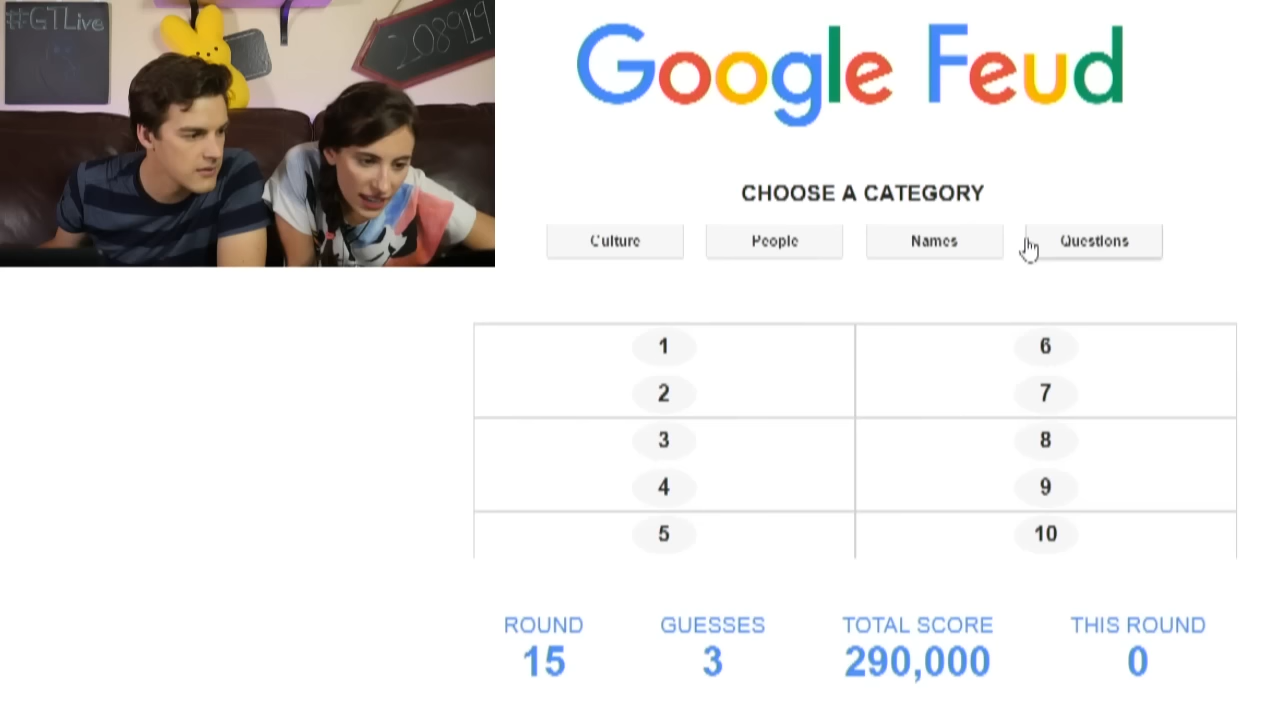 #GTLive
208919
Google Feud
CHOOSE A CATEGORY
Culture People Names Questions
1 6
2 7
3 8
4 9
5 10
ROUND GUESSES TOTAL SCORE THIS ROUND
15 3 290,000 0